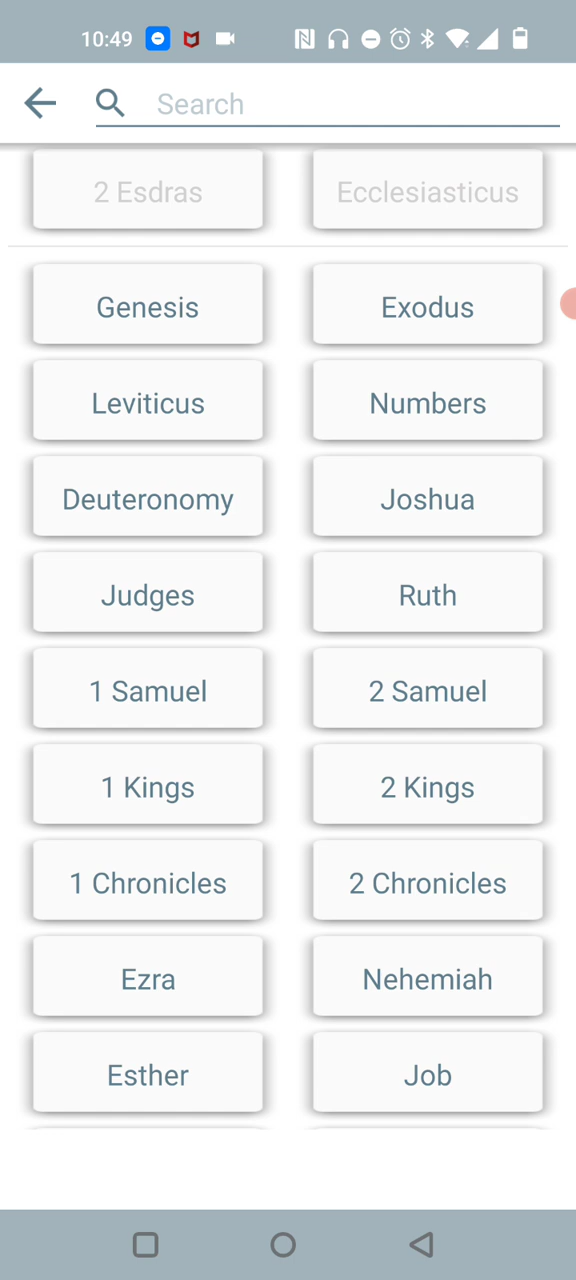 10:49
Search
2 Esdras Ecclesiasticus
Genesis Exodus
Leviticus Numbers
Deuteronomy Joshua
Judges Ruth
1 Samuel 2 Samuel
1 Kings 2 Kings
1 Chronicles 2 Chronicles
Ezra Nehemiah
Esther Job